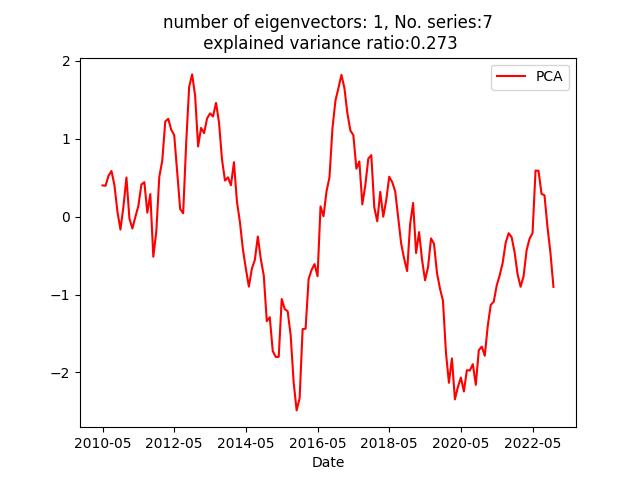 number of eigenvectors: 1, No. series:7
explained variance ratio:0.273
PCA
2
1
0
−1
−2
2010-05 2012-05 2014-05 2016-05 2018-05 2020-05 2022-05
Date